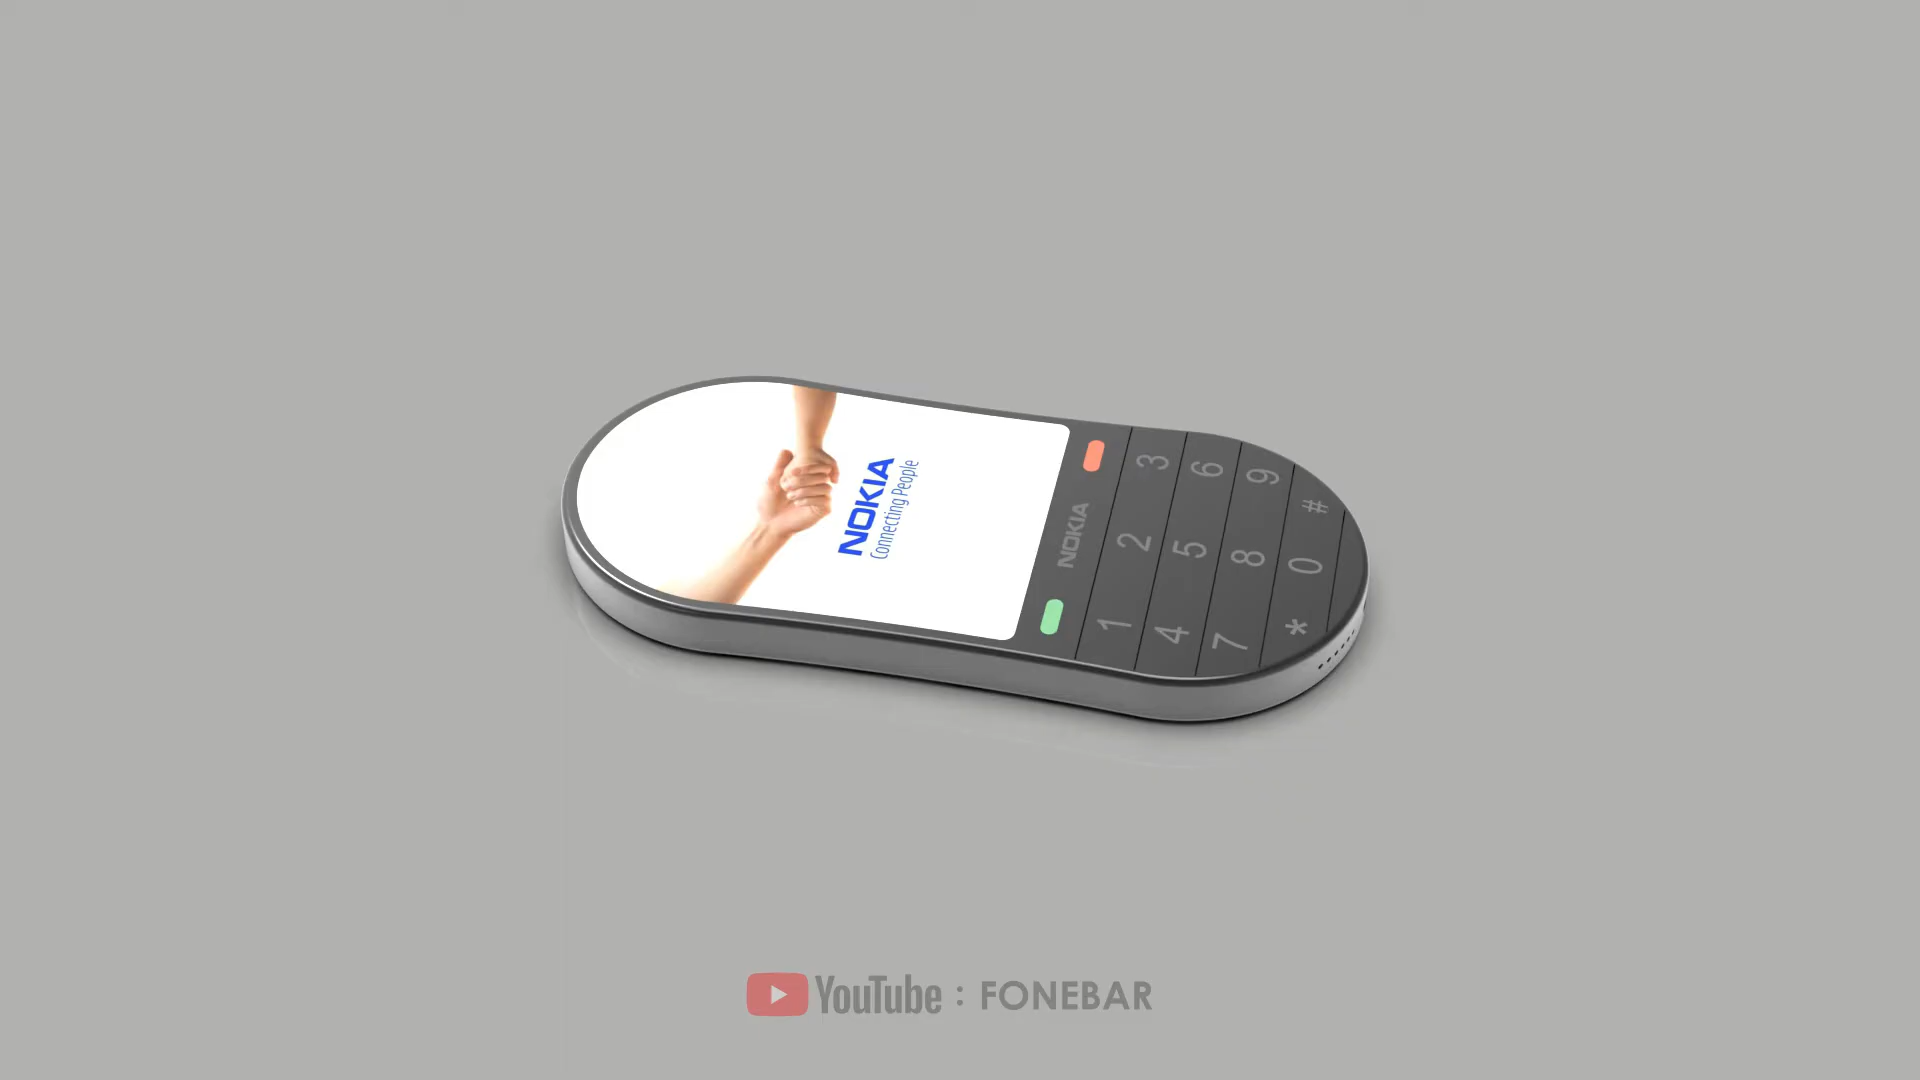 NOKIA
Connecting People
NOKIA
1 2 3
4 5 6
7 8 9
* 0 #
YouTube : FONEBAR